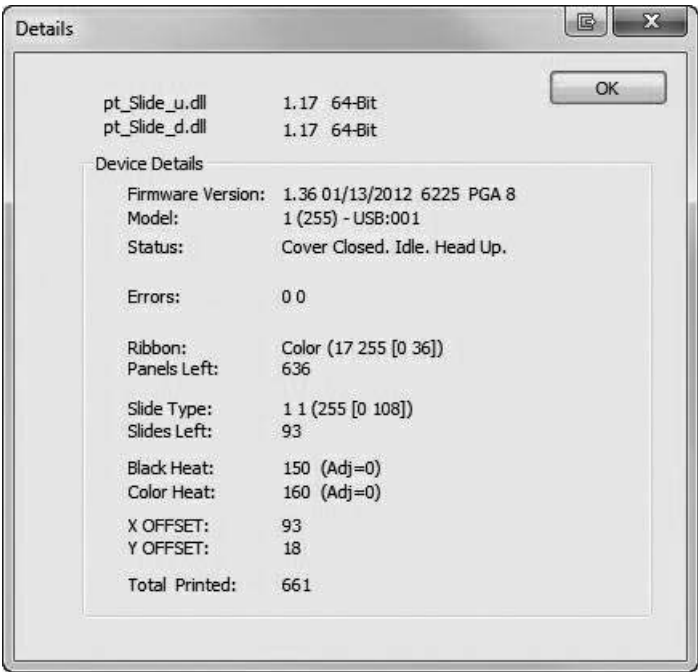 Details
OK
pt_Slide_u.dll 1.17 64-Bit
pt_Slide_d.dll 1.17 64-Bit
Device Details
Firmware Version: 1.36 01/13/2012 6225 PGA 8
Model: 1 (255) - USB:001
Status: Cover Closed. Idle. Head Up.
Errors: 0 0
Ribbon: Color (17 255 [0 36])
Panels Left: 636
Slide Type: 1 1 (255 [0 108])
Slides Left: 93
Black Heat: 150 (Adj=0)
Color Heat: 160 (Adj=0)
X OFFSET: 93
Y OFFSET: 18
Total Printed: 661